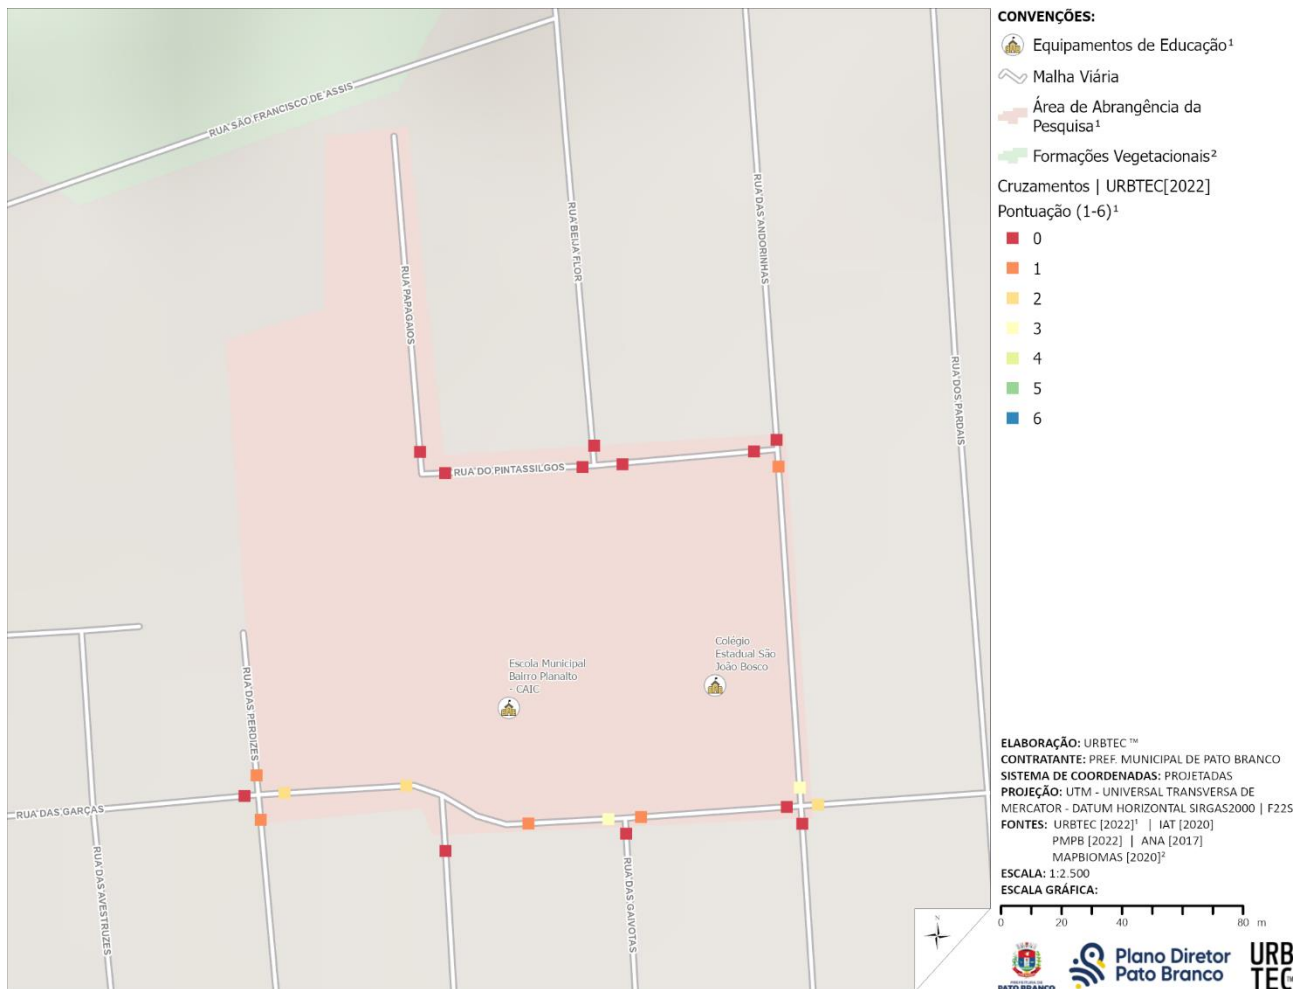 RUA SÃO FRANCISCO DE ASSIS
RUA PAPAGAIOS
RUA BEIJA FLOR
RUA DAS ANDORINHAS
RUA DOS PARDAIS
RUA DO PINTASSILGOS
Colégio
Estadual São
João Bosco
Escola Municipal
Bairro Planalto
- CAIC
RUA DAS PERDIZES
RUA DAS GARÇAS
RUA DAS AVESTRUZES
RUA DAS GAIVOTAS
N
CONVENÇÕES:
Equipamentos de Educação¹
Malha Viária
Área de Abrangência da
Pesquisa¹
Formações Vegetacionais²
Cruzamentos | URBTEC[2022]
Pontuação (1-6)¹
0
1
2
3
4
5
6
ELABORAÇÃO: URBTEC ™
CONTRATANTE: PREF. MUNICIPAL DE PATO BRANCO
SISTEMA DE COORDENADAS: PROJETADAS
PROJEÇÃO: UTM - UNIVERSAL TRANSVERSA DE
MERCATOR - DATUM HORIZONTAL SIRGAS2000 | F22S
FONTES: URBTEC [2022]¹ | IAT [2020]
PMPB [2022] | ANA [2017]
MAPBIOMAS [2020]²
ESCALA: 1:2.500
ESCALA GRÁFICA:
0 20 40 80 m
PREFEITURA DE
PATO BRANCO
Plano Diretor
Pato Branco
URB
TEC™